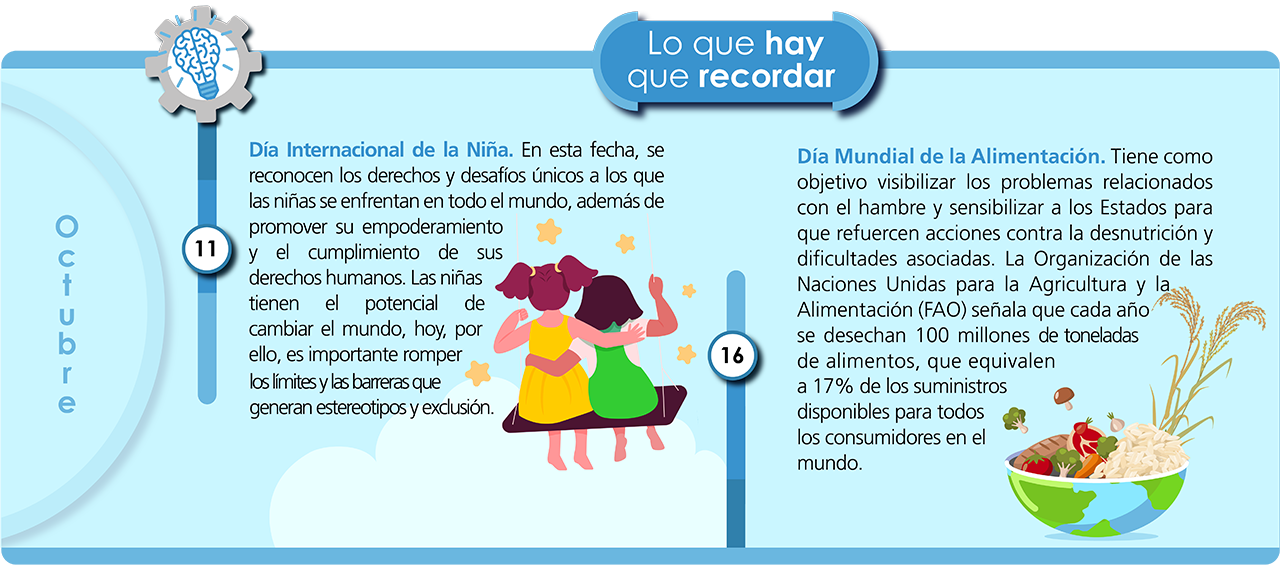 Lo que hay
que recordar
Octubre
11
Día Internacional de la Niña. En esta fecha, se
reconocen los derechos y desafíos únicos a los que
las niñas se enfrentan en todo el mundo, además de
promover su empoderamiento
y el cumplimiento de sus
derechos humanos. Las niñas
tienen el potencial de
cambiar el mundo, hoy, por
ello, es importante romper
los límites y las barreras que
generan estereotipos y exclusión.
16
Día Mundial de la Alimentación. Tiene como
objetivo visibilizar los problemas relacionados
con el hambre y sensibilizar a los Estados para
que refuercen acciones contra la desnutrición y
dificultades asociadas. La Organización de las
Naciones Unidas para la Agricultura y la
Alimentación (FAO) señala que cada año
se desechan 100 millones de toneladas
de alimentos, que equivalen
a 17% de los suministros
disponibles para todos
los consumidores en el
mundo.